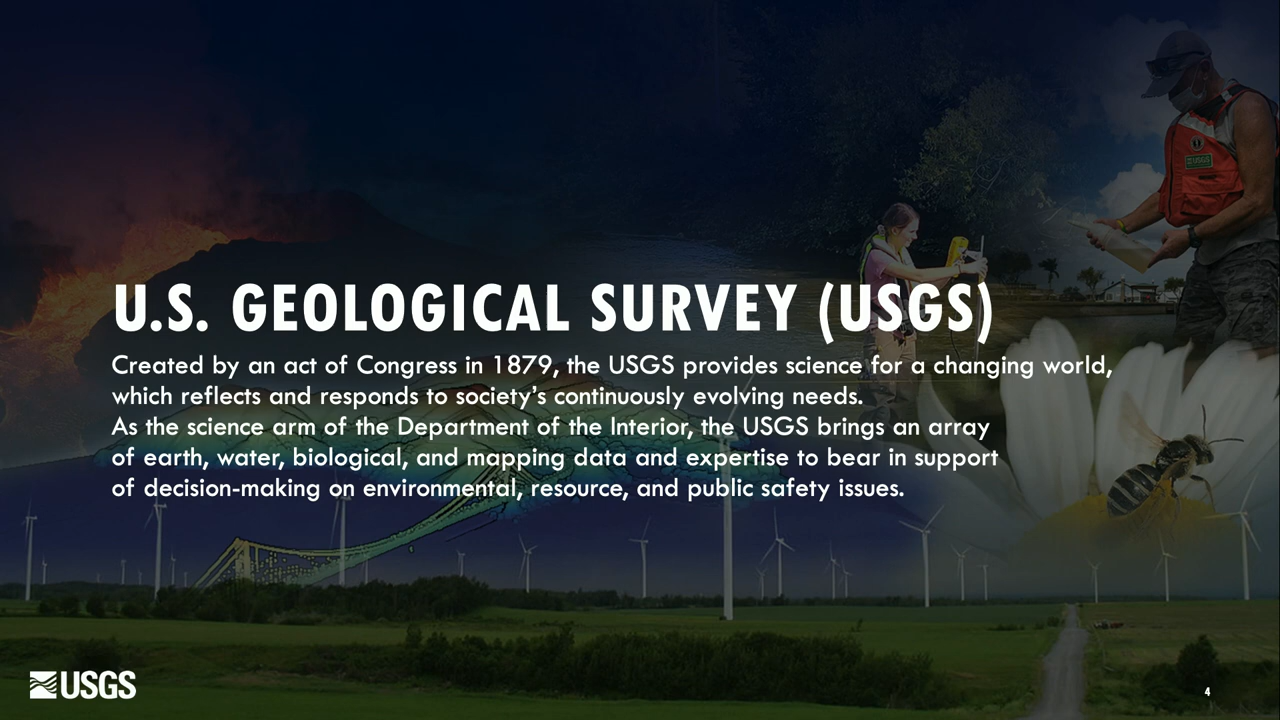 U.S. GEOLOGICAL SURVEY (USGS)
Created by an act of Congress in 1879, the USGS provides science for a changing world,
which reflects and responds to society’s continuously evolving needs.
As the science arm of the Department of the Interior, the USGS brings an array
of earth, water, biological, and mapping data and expertise to bear in support
of decision-making on environmental, resource, and public safety issues.
USGS
USGS
4